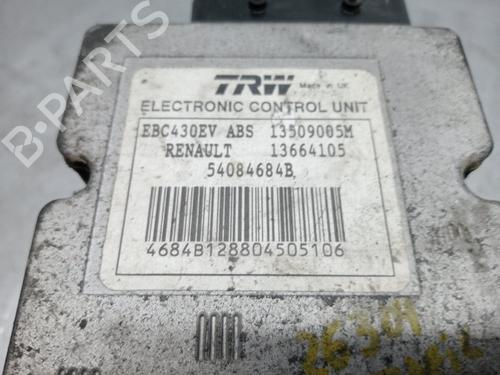 B-PARTS
TRW Made in UK
ELECTRONIC CONTROL UNIT
EBC430EV ABS 13509005M
RENAULT 13664105
54084684B
4684B128804505106